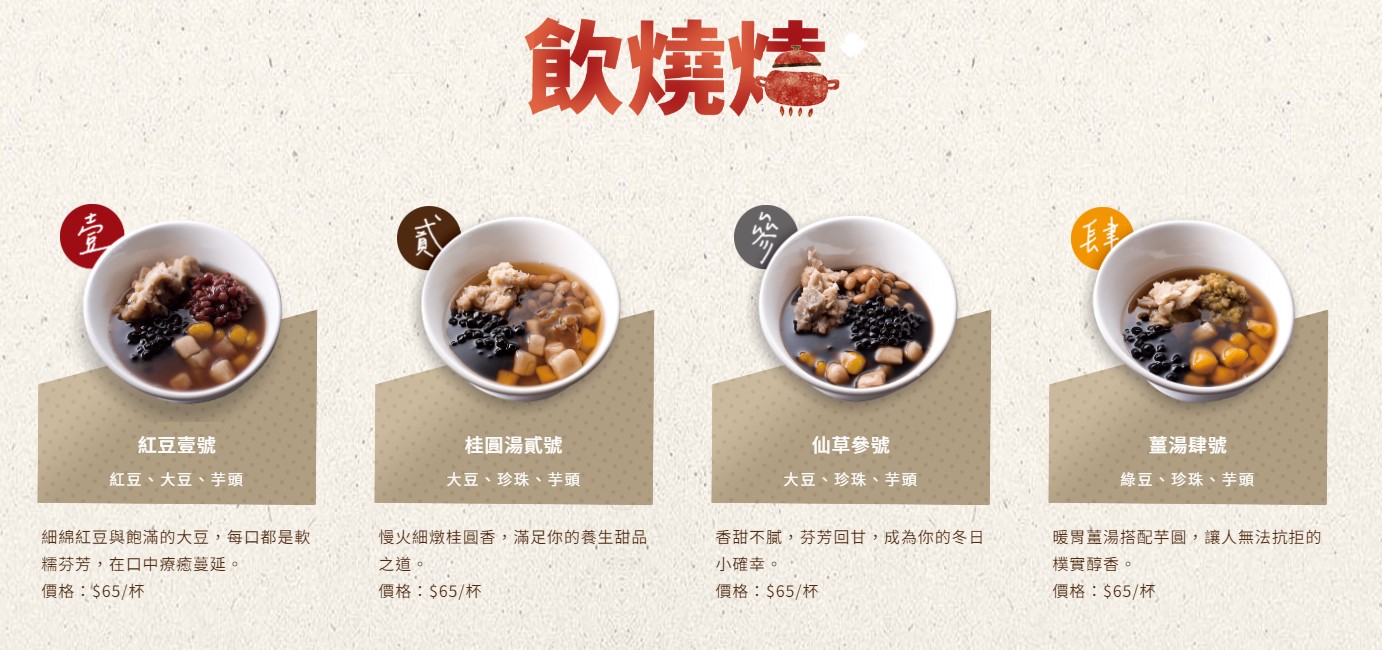 飲燒燒
壹
紅豆壹號
紅豆、大豆、芋頭
細綿紅豆與飽滿的大豆，每口都是軟
糯芬芳，在口中療癒蔓延。
價格：$65/杯
貳
桂圓湯貳號
大豆、珍珠、芋頭
慢火細燉桂圓香，滿足你的養生甜品
之道。
價格：$65/杯
參
仙草參號
大豆、珍珠、芋頭
香甜不膩，芬芳回甘，成為你的冬日
小確幸。
價格：$65/杯
肆
薑湯肆號
綠豆、珍珠、芋頭
暖胃薑湯搭配芋圓，讓人無法抗拒的
樸實醇香。
價格：$65/杯